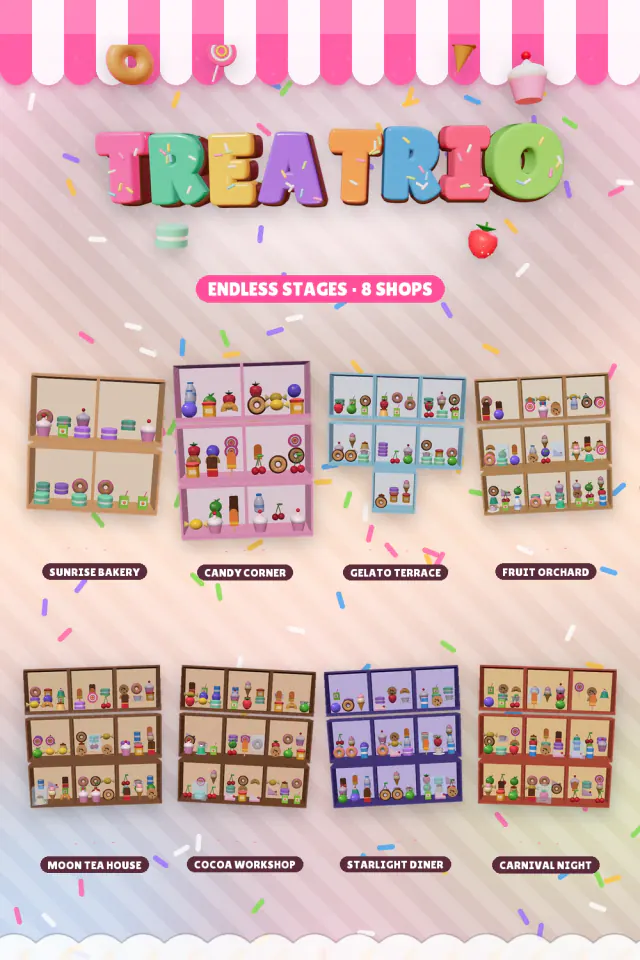 TREATRIO
ENDLESS STAGES · 8 SHOPS
SUNRISE BAKERY
CANDY CORNER
GELATO TERRACE
FRUIT ORCHARD
MOON TEA HOUSE
COCOA WORKSHOP
STARLIGHT DINER
CARNIVAL NIGHT